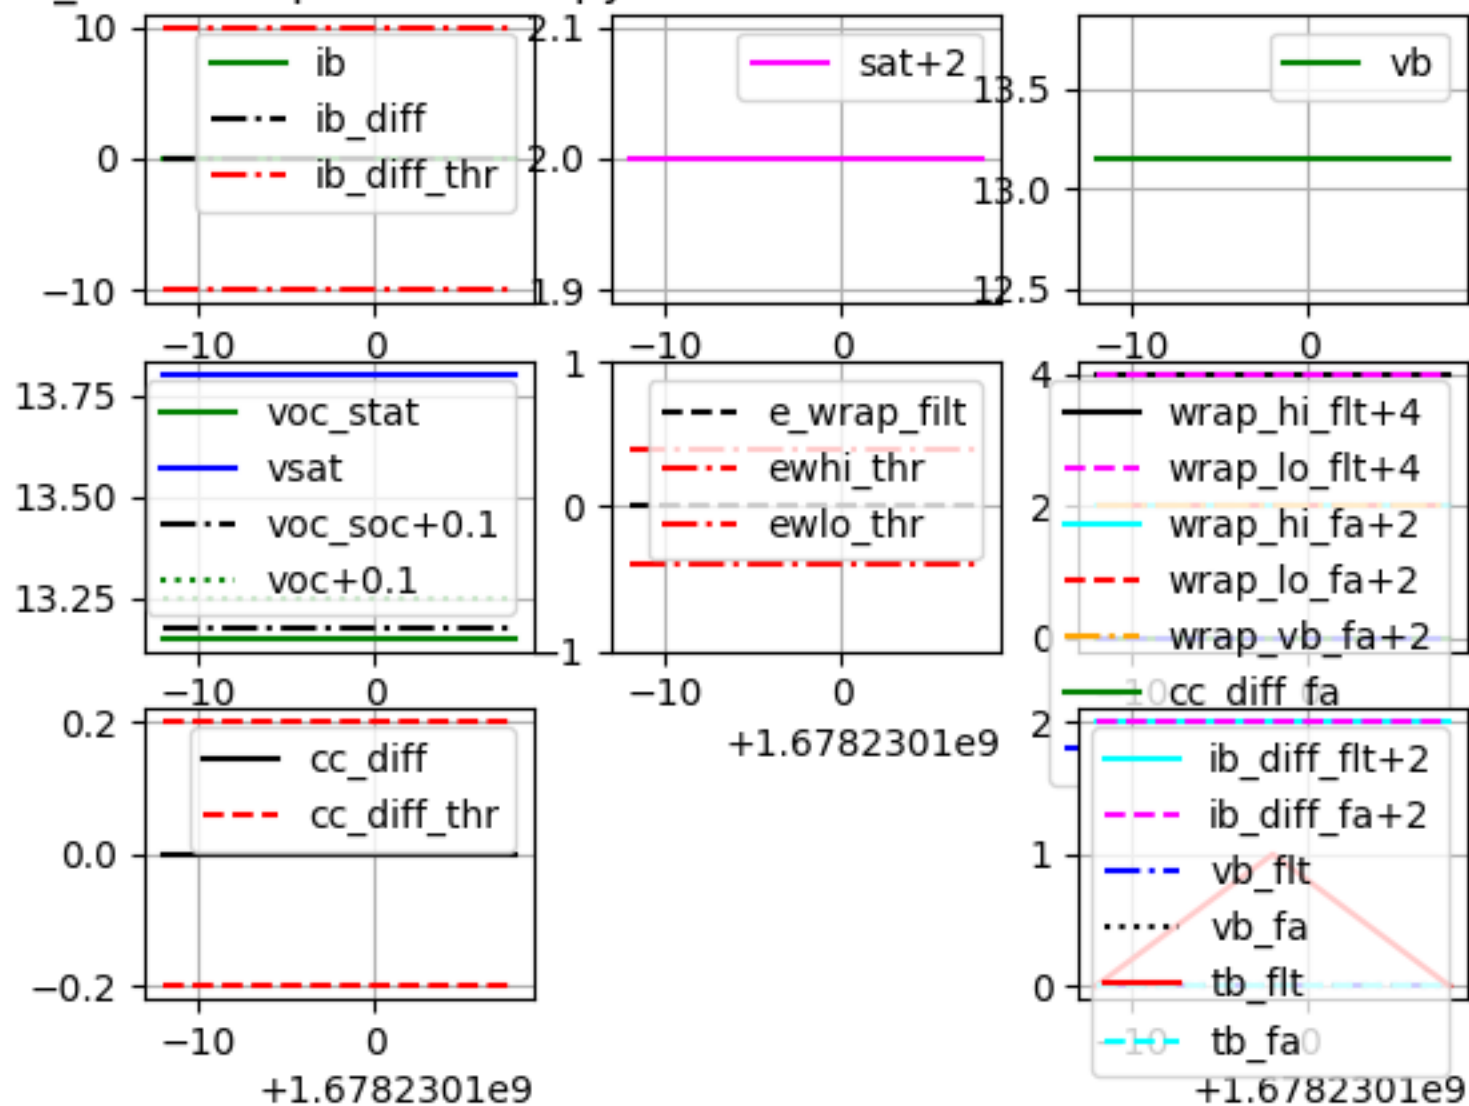 10
0
−10
ib
ib_diff
ib_diff_thr
−10 0
2.1
2.0
1.9
sat+2
−10 0
13.5
13.0
12.5
vb
−10 0
13.75
13.50
13.25
voc_stat
vsat
voc_soc+0.1
voc+0.1
−10 0
1
0
−1
e_wrap_filt
ewhi_thr
ewlo_thr
−10 0
+1.6782301e9
4
2
0
wrap_hi_flt+4
wrap_lo_flt+4
wrap_hi_fa+2
wrap_lo_fa+2
wrap_vb_fa+2
cc_diff_fa
10
0.2
0.0
−0.2
cc_diff
cc_diff_thr
−10 0
+1.6782301e9
2
1
0
ib_diff_flt+2
ib_diff_fa+2
vb_flt
vb_fa
tb_flt
tb_fa
−10 0
+1.6782301e9